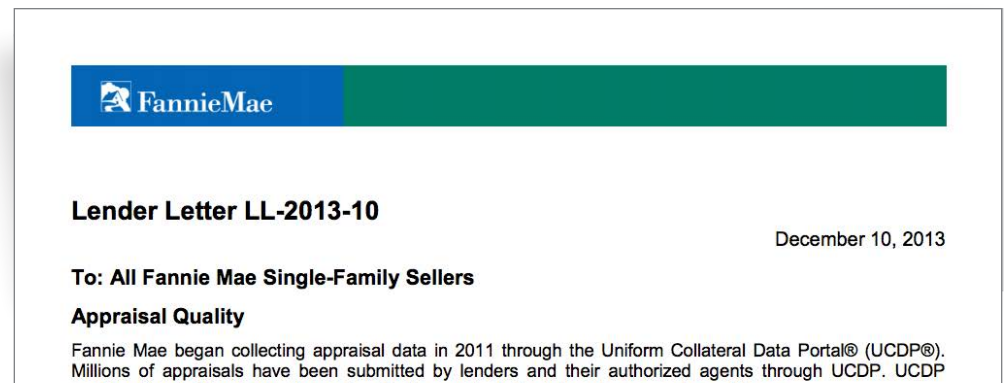 FannieMae
Lender Letter LL-2013-10
December 10, 2013
To: All Fannie Mae Single-Family Sellers
Appraisal Quality
Fannie Mae began collecting appraisal data in 2011 through the Uniform Collateral Data Portal® (UCDP®).
Millions of appraisals have been submitted by lenders and their authorized agents through UCDP. UCDP